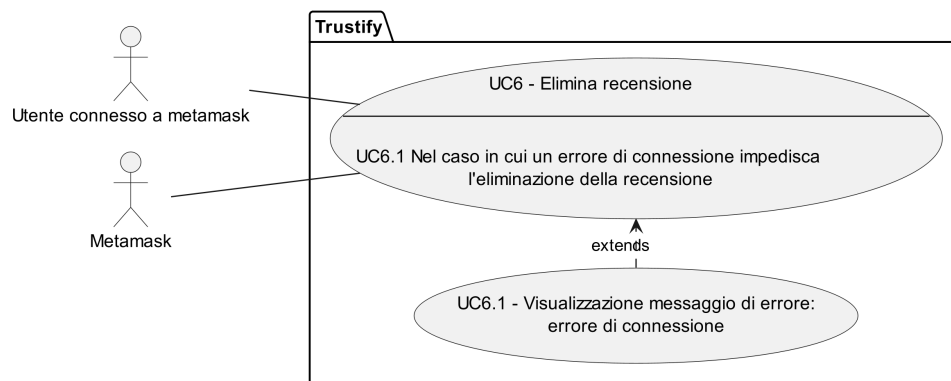 Trustify
UC6 - Elimina recensione
Utente connesso a metamask
UC6.1 Nel caso in cui un errore di connessione impedisca
l'eliminazione della recensione
Metamask
extends
UC6.1 - Visualizzazione messaggio di errore:
errore di connessione